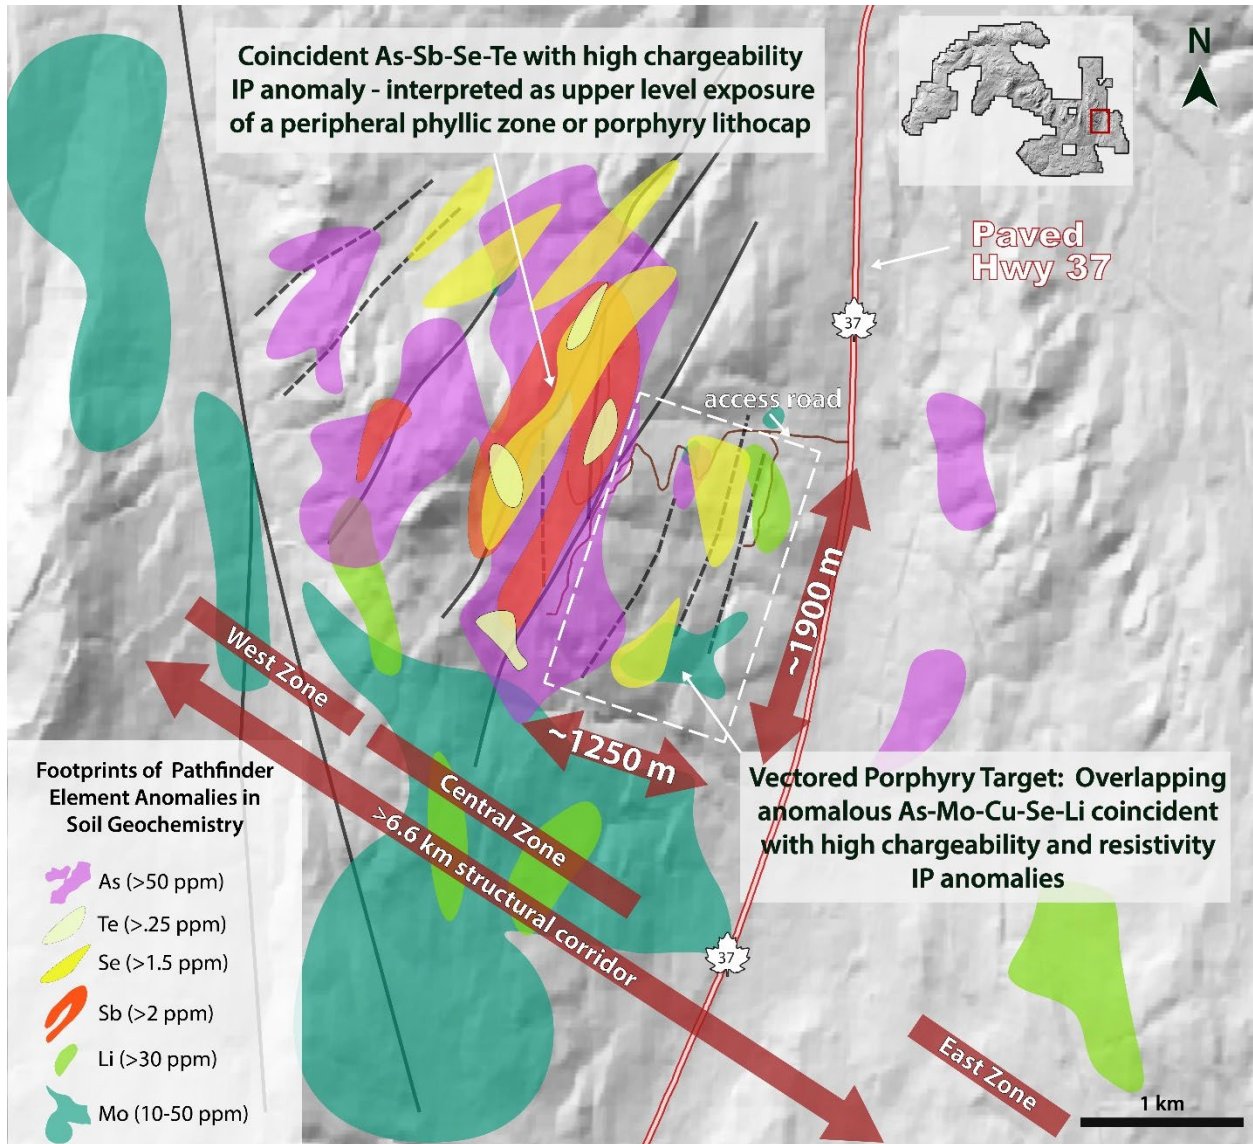 Coincident As-Sb-Se-Te with high chargeability
IP anomaly - interpreted as upper level exposure
of a peripheral phyllic zone or porphyry lithocap
N
Paved
Hwy 37
37
access road
~1900 m
West Zone
~1250 m
Central Zone
>6.6 km structural corridor
Vectored Porphyry Target: Overlapping
anomalous As-Mo-Cu-Se-Li coincident
with high chargeability and resistivity
IP anomalies
37
East Zone
1 km
Footprints of Pathfinder
Element Anomalies in
Soil Geochemistry
As (>50 ppm)
Te (>.25 ppm)
Se (>1.5 ppm)
Sb (>2 ppm)
Li (>30 ppm)
Mo (10-50 ppm)